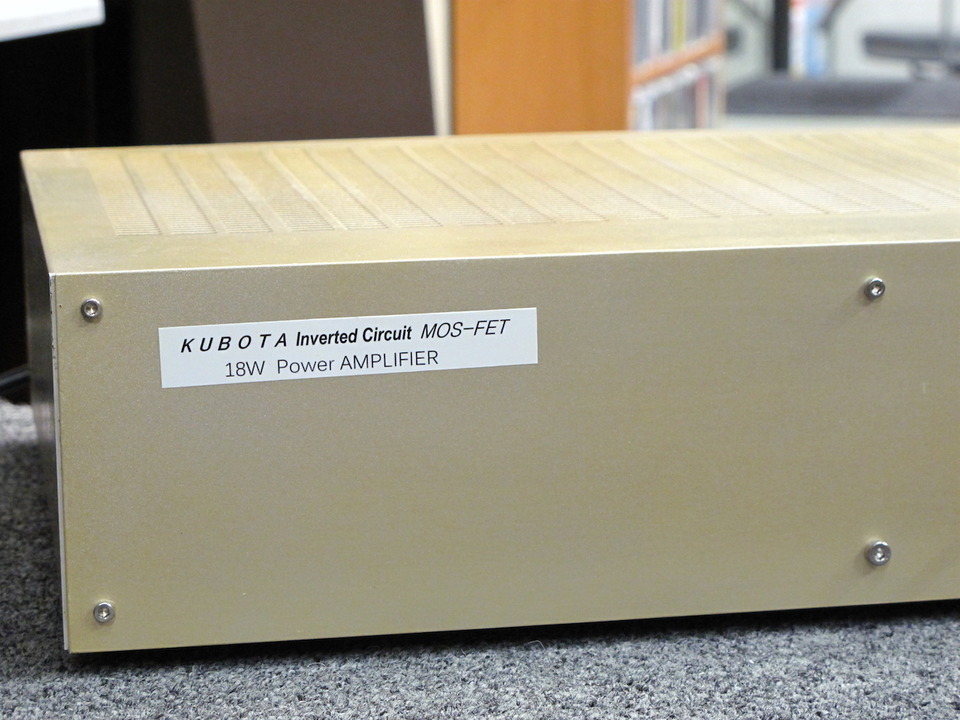 KUBOTA Inverted Circuit MOS-FET
18W Power AMPLIFIER